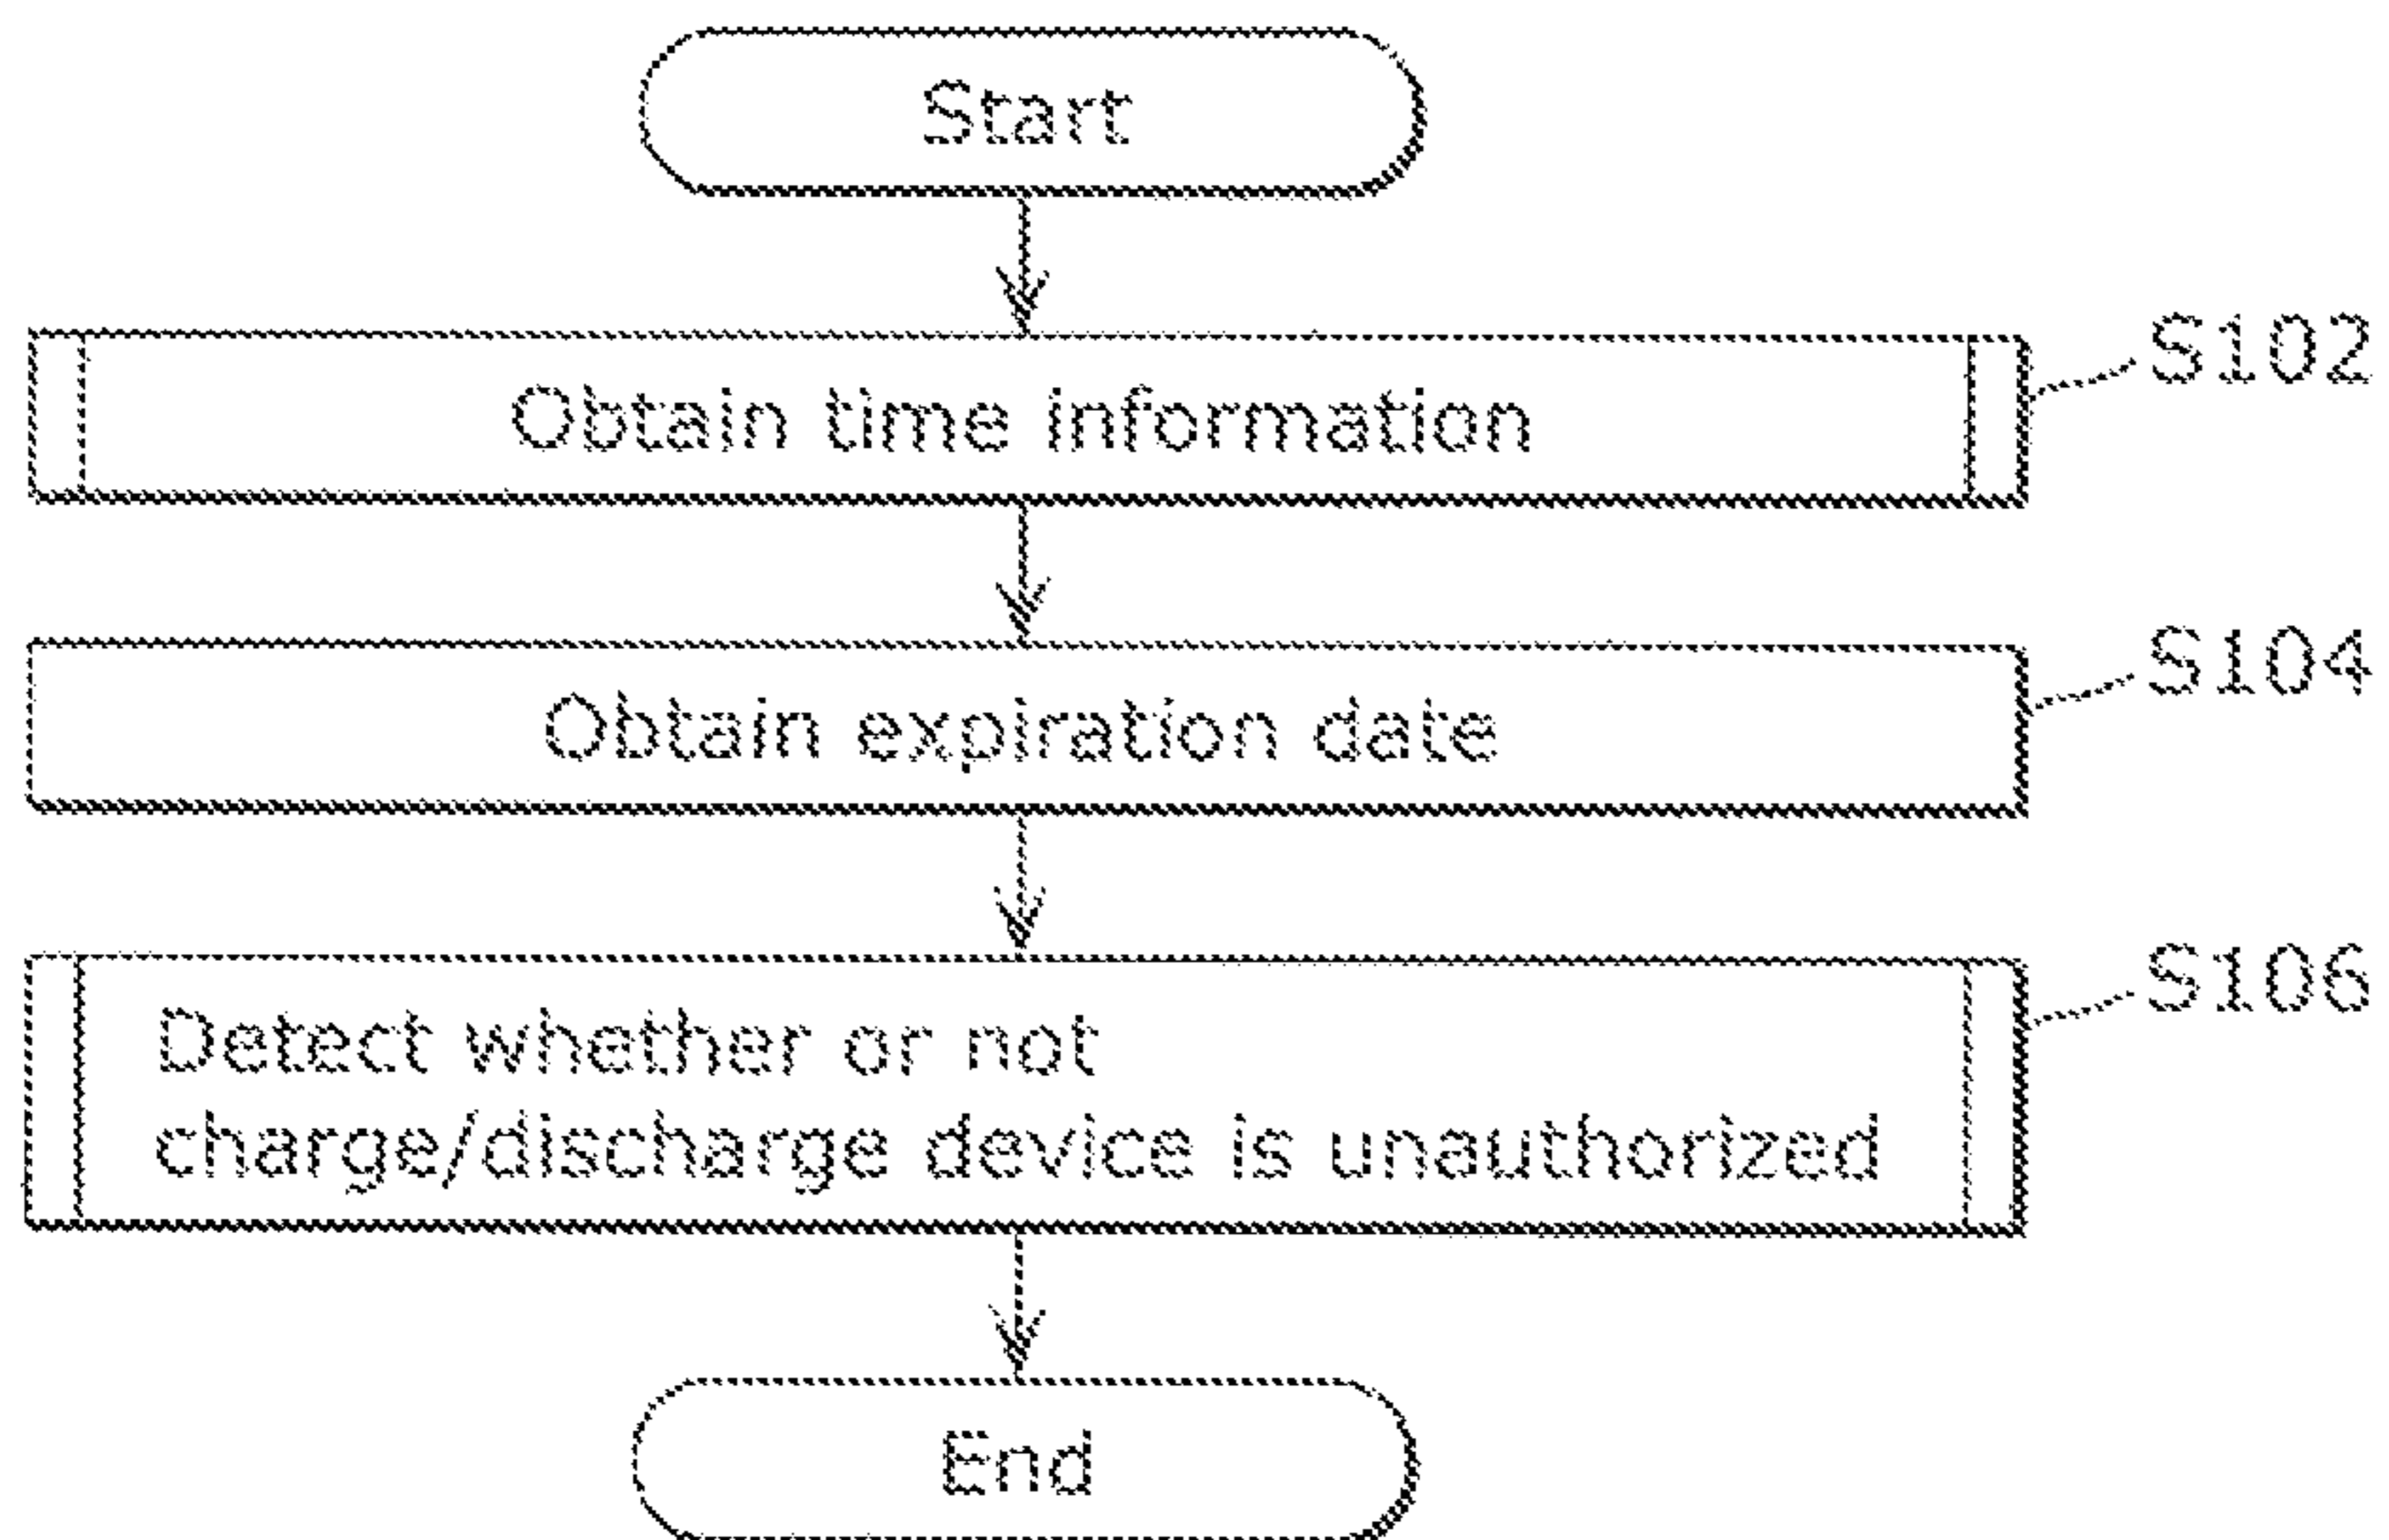 Start
Obtain time information
S102
Obtain expiration date
S104
Detect whether or not
charge/discharge device is unauthorized
S106
End